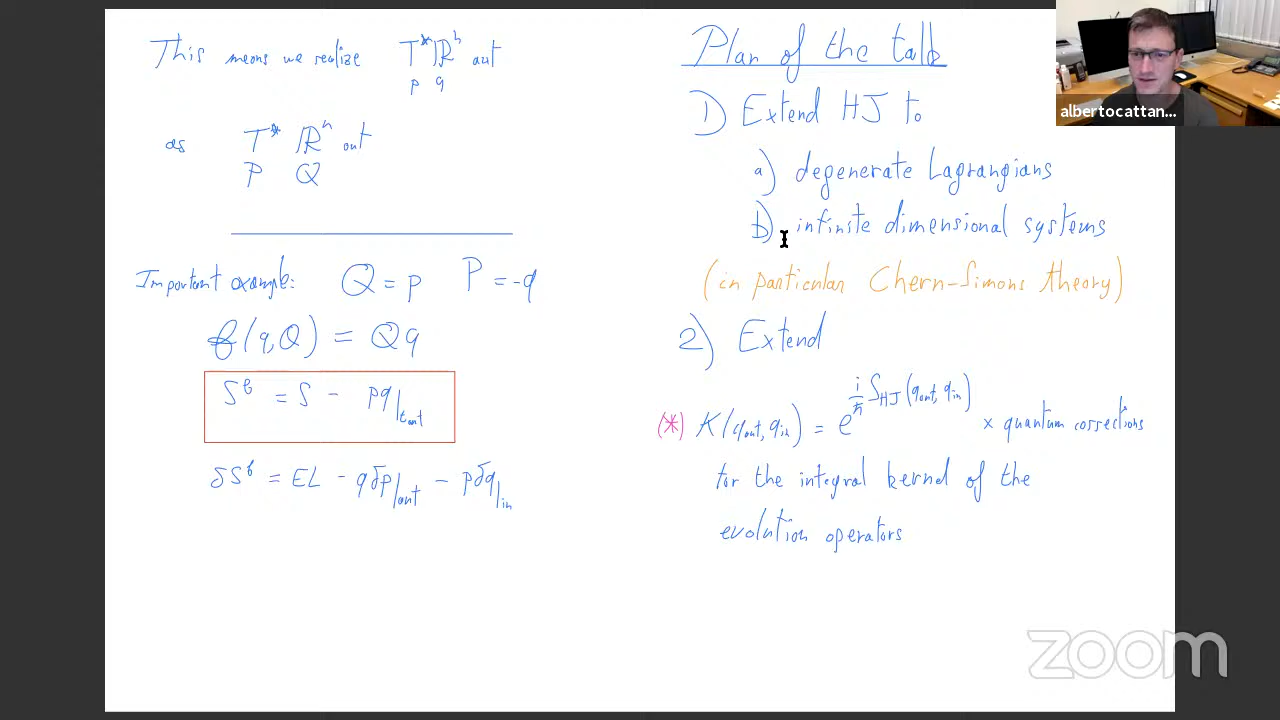 This means we realize T*ℝⁿ out
p q
as T* ℝⁿ out
P Q
Important example: Q = p P = -q
f(q,Q) = Qq
S^f = S - pq|_{t_out}
δS^f = EL - qδp|_out - pδq|_in
Plan of the talk
1) Extend HJ to
a) degenerate Lagrangians
b) infinite dimensional systems
(in particular Chern-Simons theory)
2) Extend
(*) K(q_out, q_in) = e^{i/ħ S_HJ(q_out, q_in)} × quantum corrections
for the integral kernel of the
evolution operators
albertocattan...
zoom